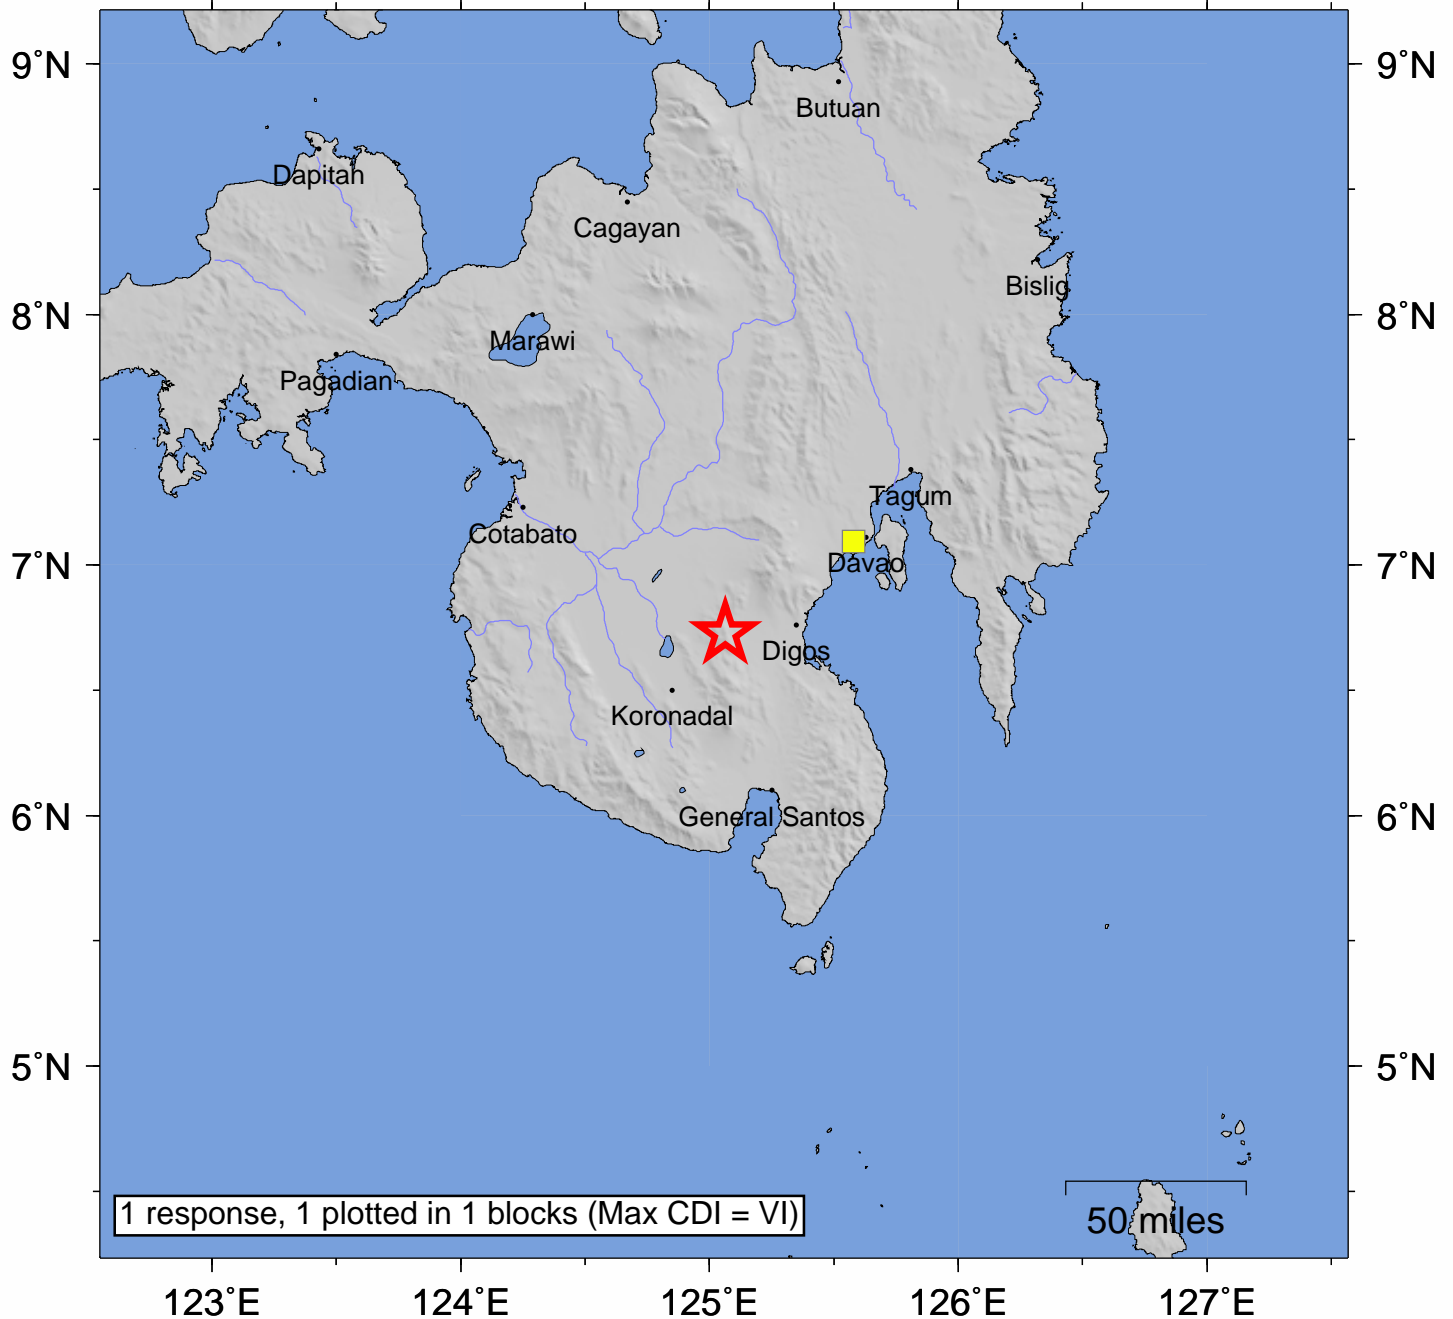 9°N
9°N
Butuan
Dapitah
Cagayan
Bislig
8°N
8°N
Marawi
Pagadian
Tagum
Cotabato
7°N
Davao
7°N
Digos
Koronadal
6°N
General Santos
6°N
5°N
5°N
1 response, 1 plotted in 1 blocks (Max CDI = VI)
50 miles
123°E
124°E
125°E
126°E
127°E